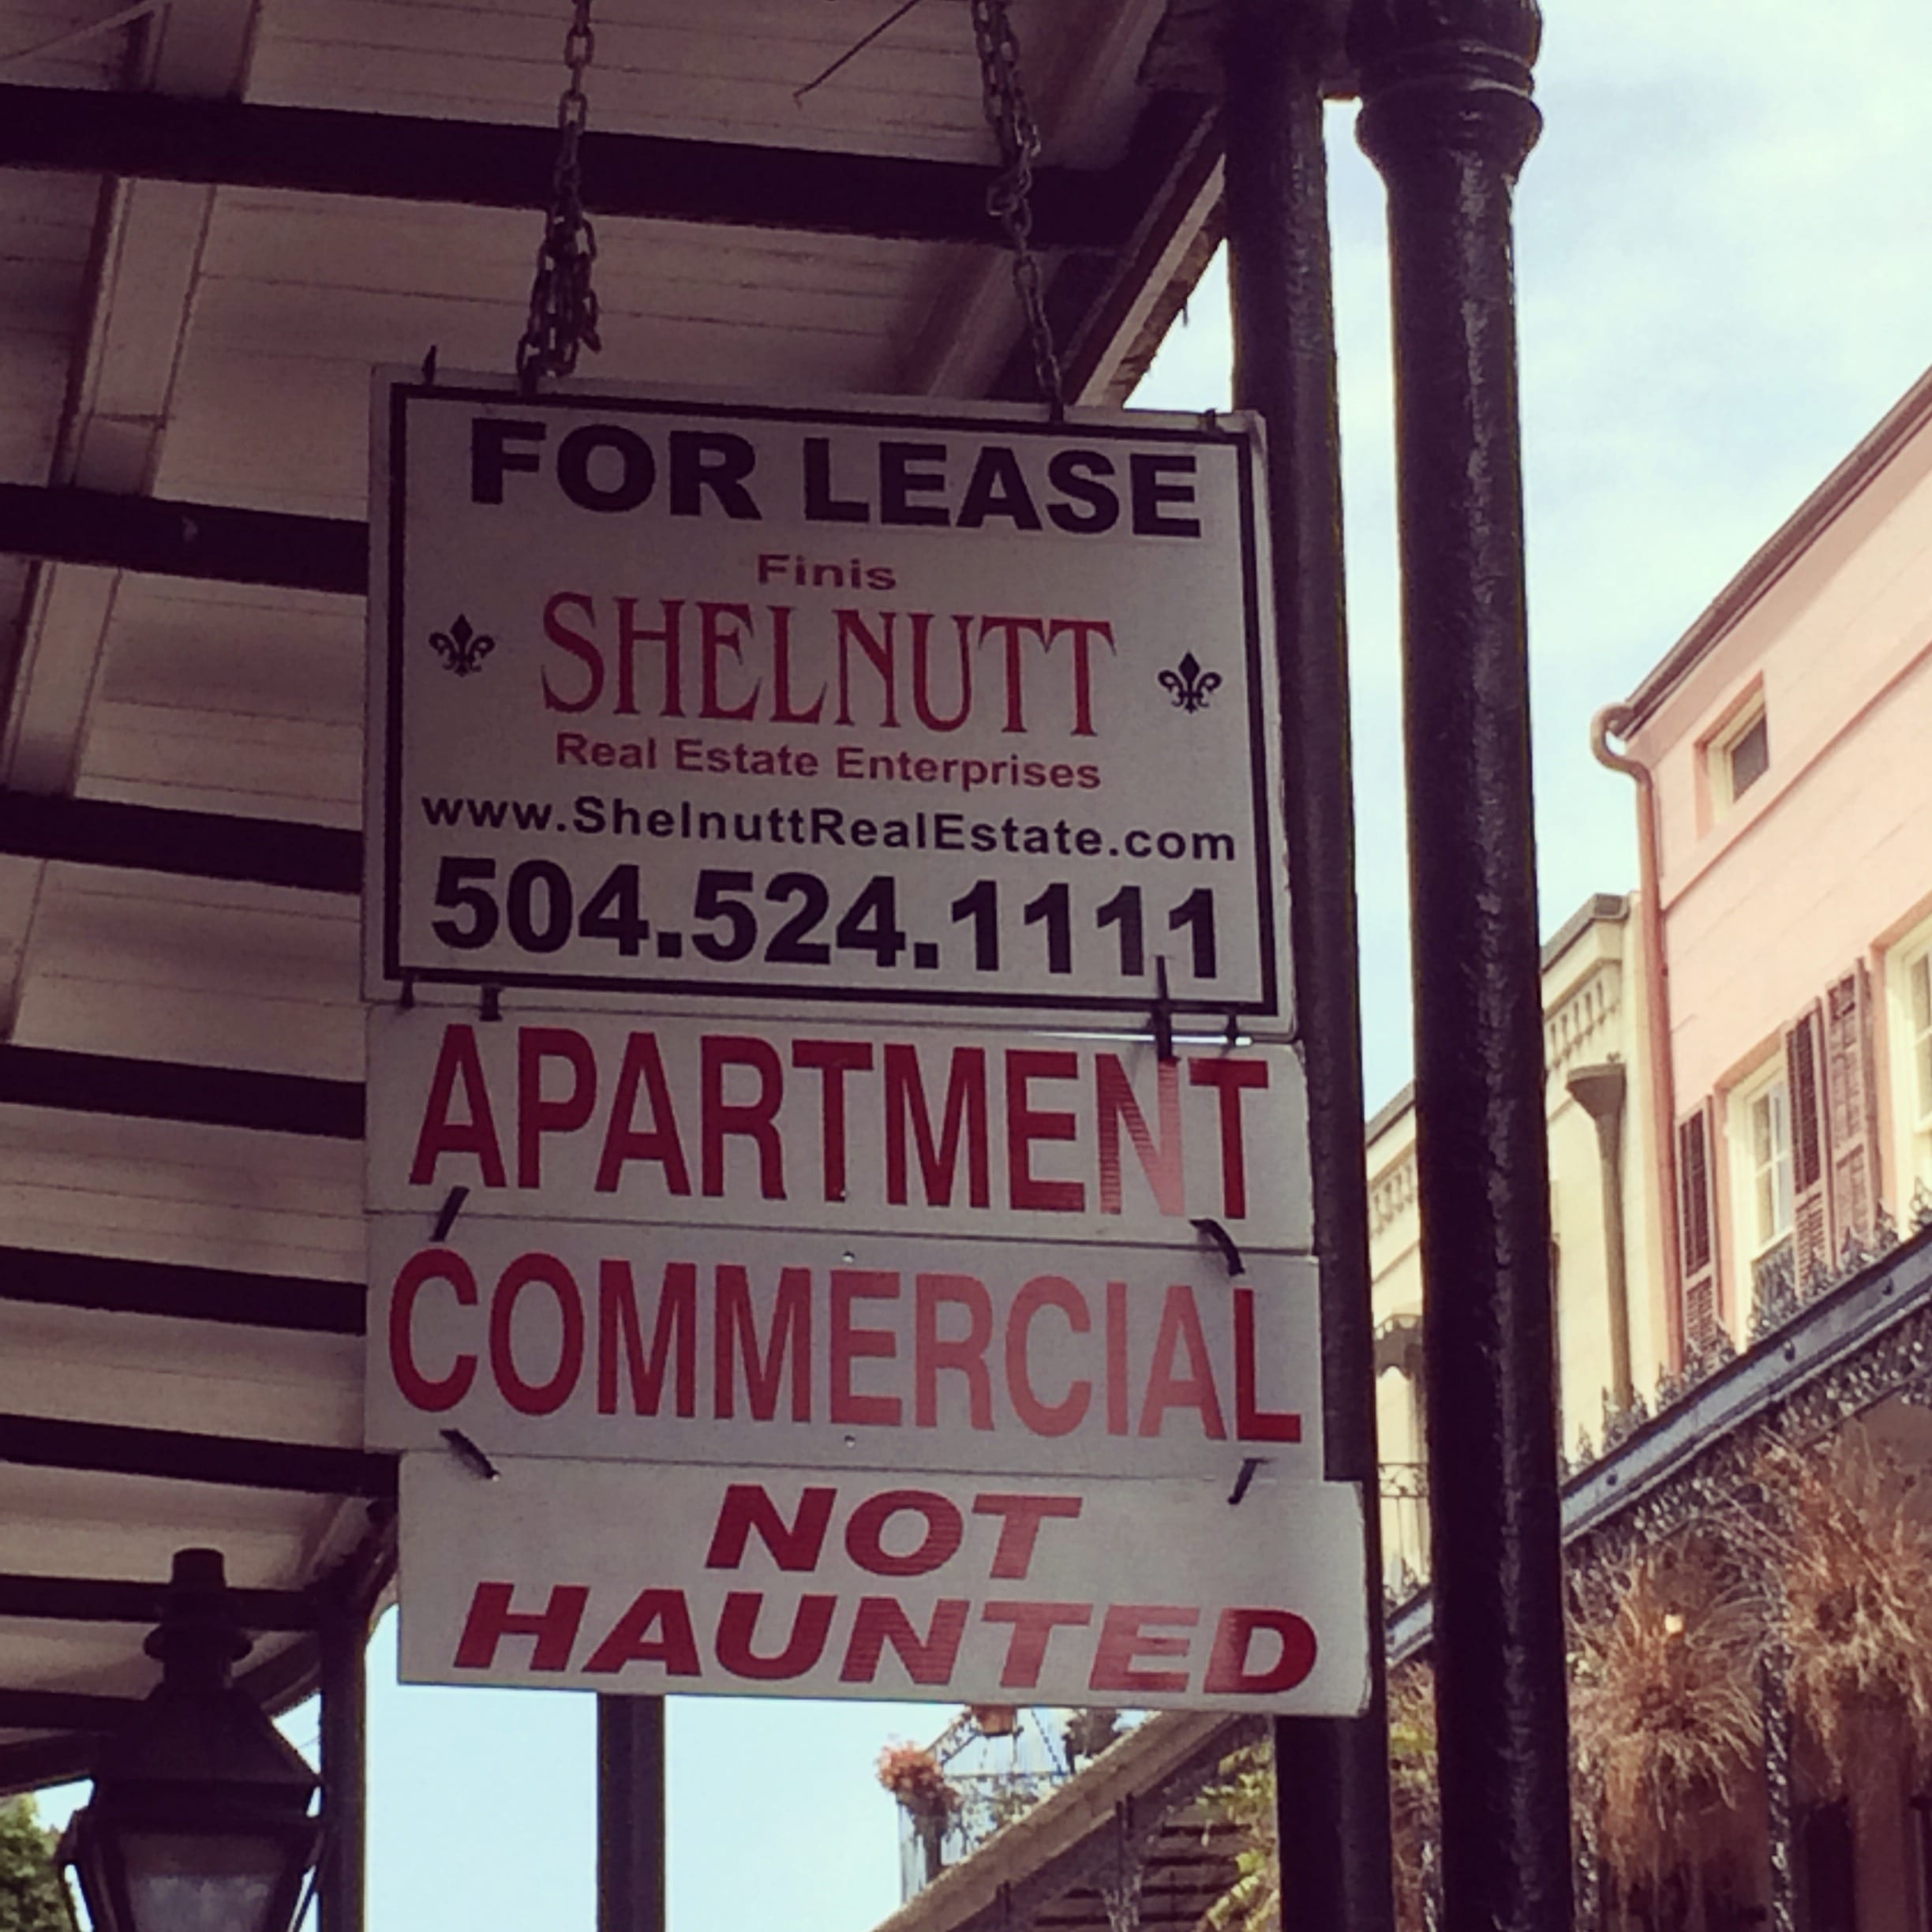 FOR LEASE
Finis
SHELNUTT
Real Estate Enterprises
www.ShelnuttRealEstate.com
504.524.1111
APARTMENT
COMMERCIAL
NOT
HAUNTED